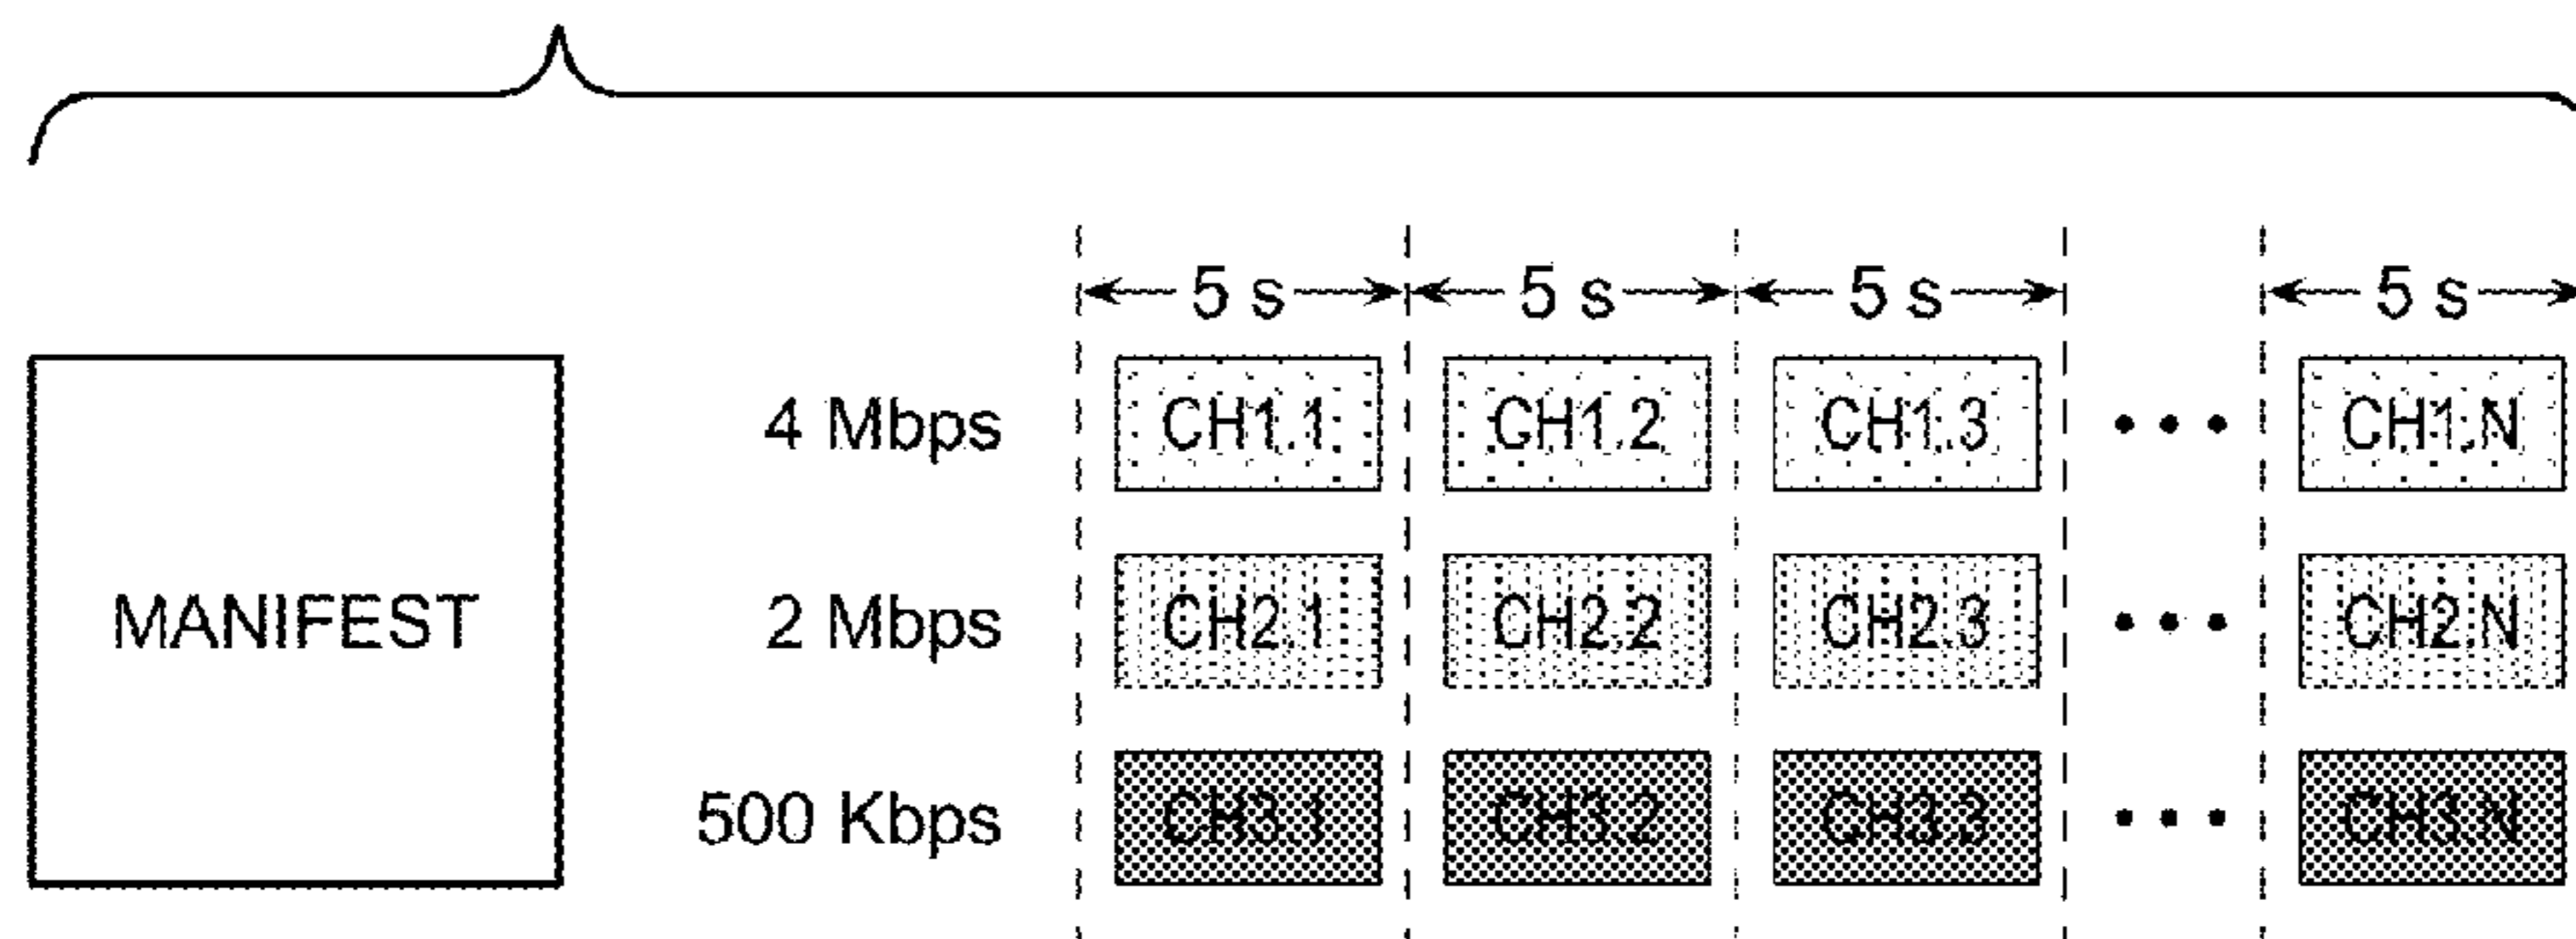 5 s 5 s 5 s 5 s
4 Mbps CH1.1 CH1.2 CH1.3 ... CH1.N
MANIFEST 2 Mbps CH2.1 CH2.2 CH2.3 ... CH2.N
500 Kbps CH3.1 CH3.2 CH3.3 ... CH3.N